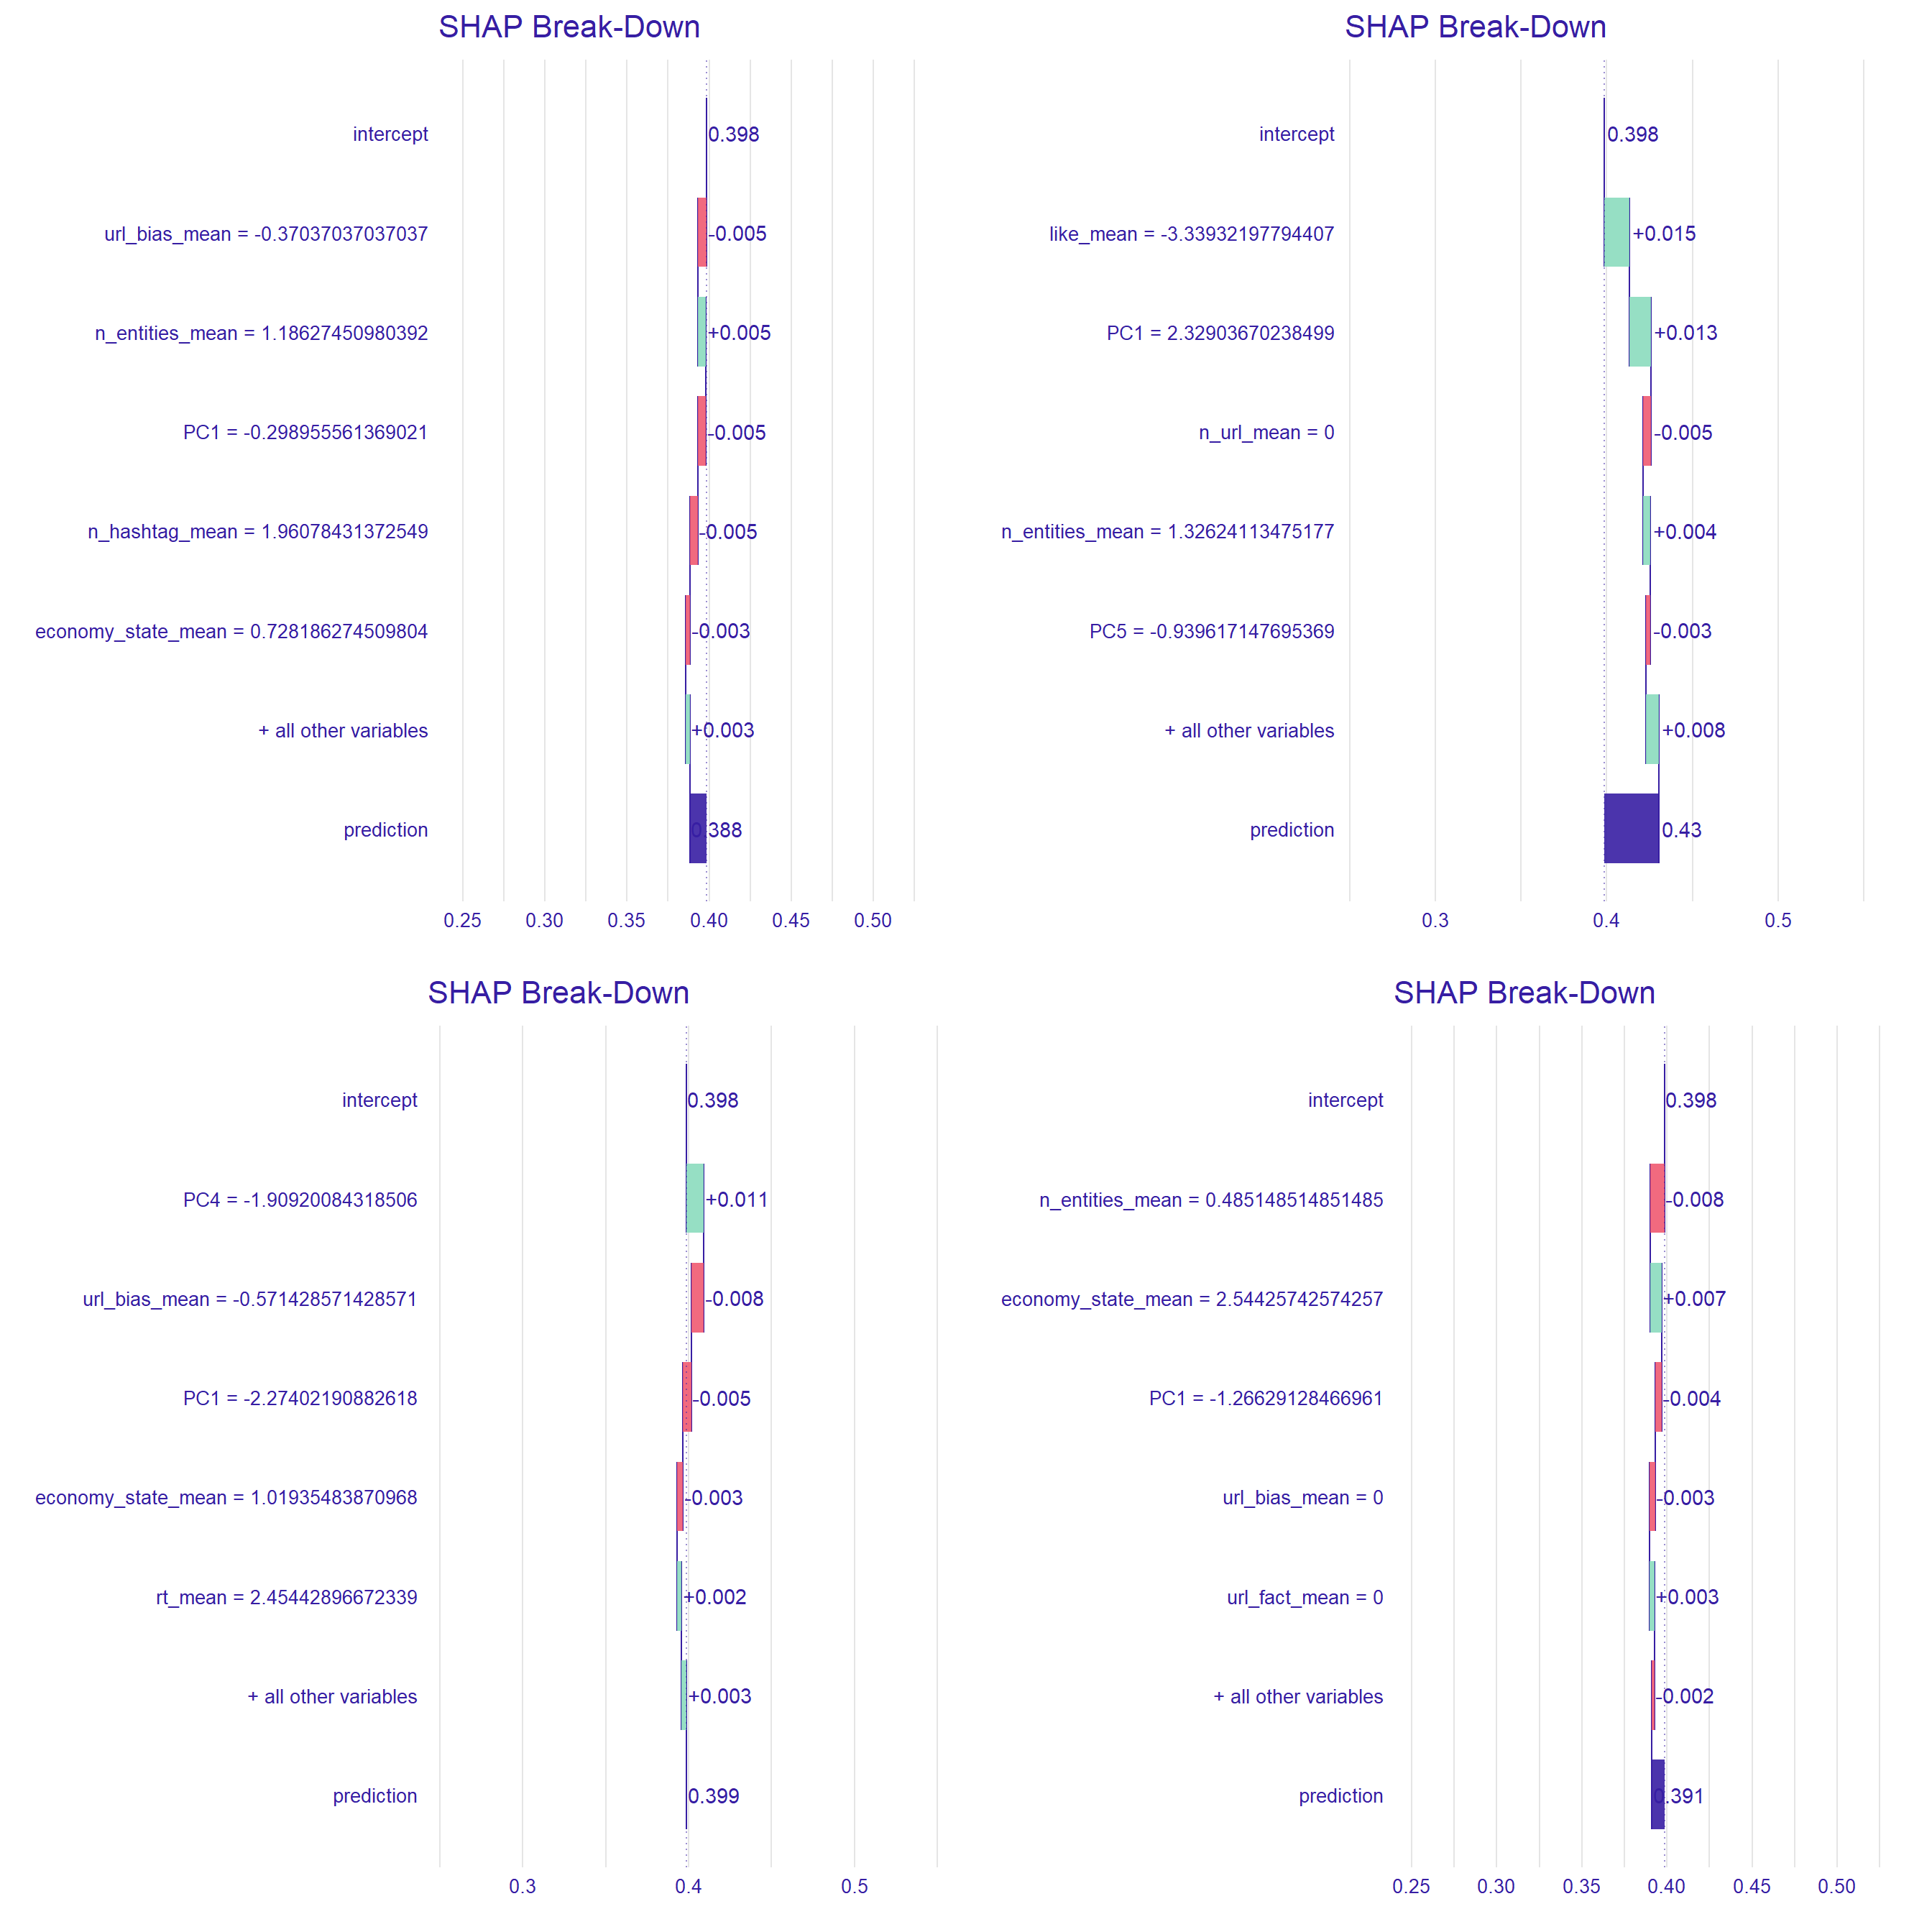 SHAP Break-Down
intercept 0.398
url_bias_mean = -0.37037037037037 -0.005
n_entities_mean = 1.18627450980392 +0.005
PC1 = -0.298955561369021 -0.005
n_hashtag_mean = 1.96078431372549 -0.005
economy_state_mean = 0.728186274509804 -0.003
+ all other variables +0.003
prediction 0.388
0.25 0.30 0.35 0.40 0.45 0.50
SHAP Break-Down
intercept 0.398
like_mean = -3.33932197794407 +0.015
PC1 = 2.32903670238499 +0.013
n_url_mean = 0 -0.005
n_entities_mean = 1.32624113475177 +0.004
PC5 = -0.939617147695369 -0.003
+ all other variables +0.008
prediction 0.43
0.3 0.4 0.5
SHAP Break-Down
intercept 0.398
PC4 = -1.90920084318506 +0.011
url_bias_mean = -0.571428571428571 -0.008
PC1 = -2.27402190882618 -0.005
economy_state_mean = 1.01935483870968 -0.003
rt_mean = 2.45442896672339 +0.002
+ all other variables +0.003
prediction 0.399
0.3 0.4 0.5
SHAP Break-Down
intercept 0.398
n_entities_mean = 0.485148514851485 -0.008
economy_state_mean = 2.54425742574257 +0.007
PC1 = -1.26629128466961 -0.004
url_bias_mean = 0 -0.003
url_fact_mean = 0 +0.003
+ all other variables -0.002
prediction 0.391
0.25 0.30 0.35 0.40 0.45 0.50